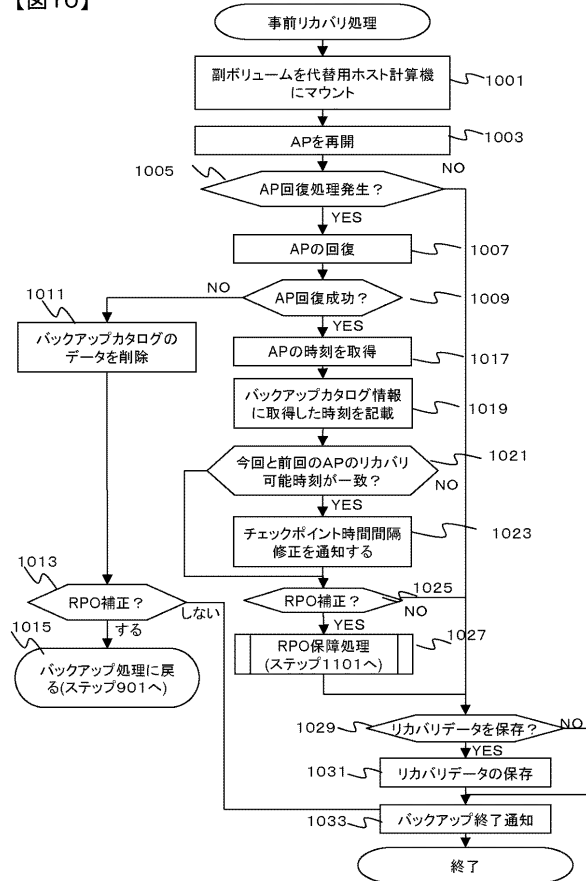 【図10】
事前リカバリ処理
副ボリュームを代替用ホスト計算機
にマウント
1001
APを再開
1003
1005
AP回復処理発生？
NO
YES
APの回復
1007
NO
AP回復成功？
1009
1011
YES
バックアップカタログの
データを削除
APの時刻を取得
1017
バックアップカタログ情報
に取得した時刻を記載
1019
今回と前回のAPのリカバリ
可能時刻が一致？
1021
NO
YES
チェックポイント時間間隔
修正を通知する
1023
1013
RPO補正？
しない
する
RPO補正？
1025
NO
YES
1015
バックアップ処理に戻
る(ステップ901へ)
RPO保障処理
(ステップ1101へ)
1027
1029
リカバリデータを保存？
NO
YES
1031
リカバリデータの保存
1033
バックアップ終了通知
終了